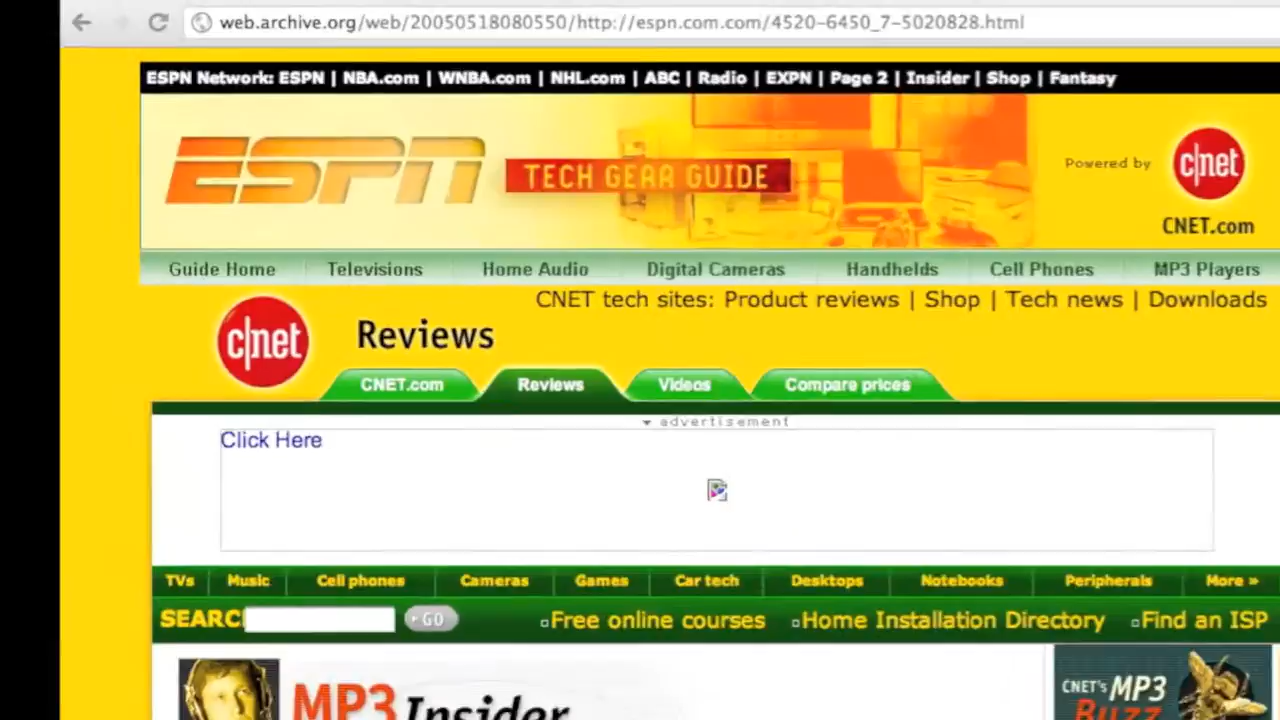 web.archive.org/web/20050518080550/http://espn.com.com/4520-6450_7-5020828.html
ESPN Network: ESPN | NBA.com | WNBA.com | NHL.com | ABC | Radio | EXPN | Page 2 | Insider | Shop | Fantasy
ESPN TECH GEAR GUIDE Powered by c|net
CNET.com
Guide Home Televisions Home Audio Digital Cameras Handhelds Cell Phones MP3 Players
CNET tech sites: Product reviews | Shop | Tech news | Downloads
c|net Reviews
CNET.com Reviews Videos Compare prices
advertisement
Click Here
TVs Music Cell phones Cameras Games Car tech Desktops Notebooks Peripherals More »
SEARC GO Free online courses Home Installation Directory Find an ISP
MP3 Insider
CNET's MP3
Buzz